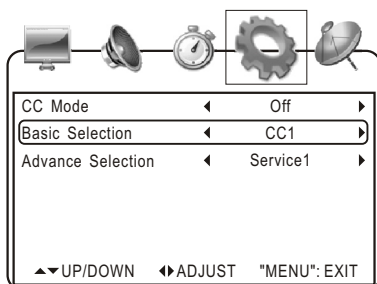 CC Mode ◀ Off ▶
Basic Selection ◀ CC1 ▶
Advance Selection ◀ Service1 ▶
▲▼UP/DOWN ◀▶ADJUST "MENU": EXIT